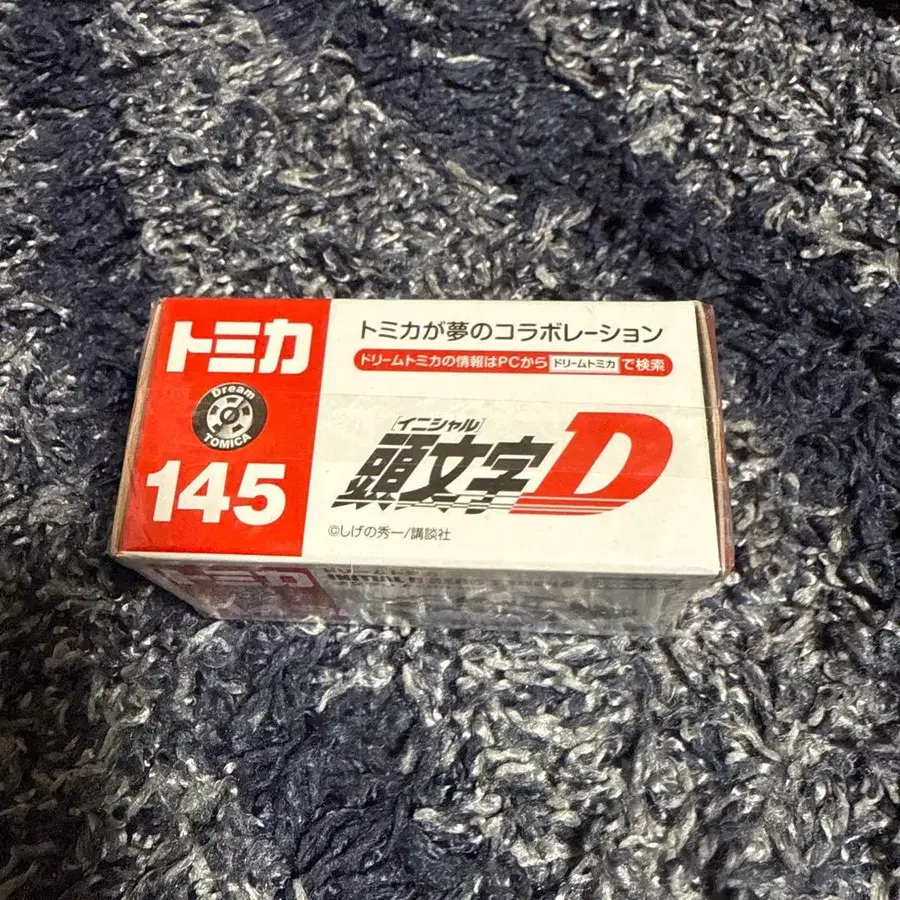 トミカ
Dream
TOMICA
145
トミカが夢のコラボレーション
ドリームトミカの情報はPCから ドリームトミカ で検索
[イニシャル]
頭文字D
©しげの秀一/講談社
トミカ